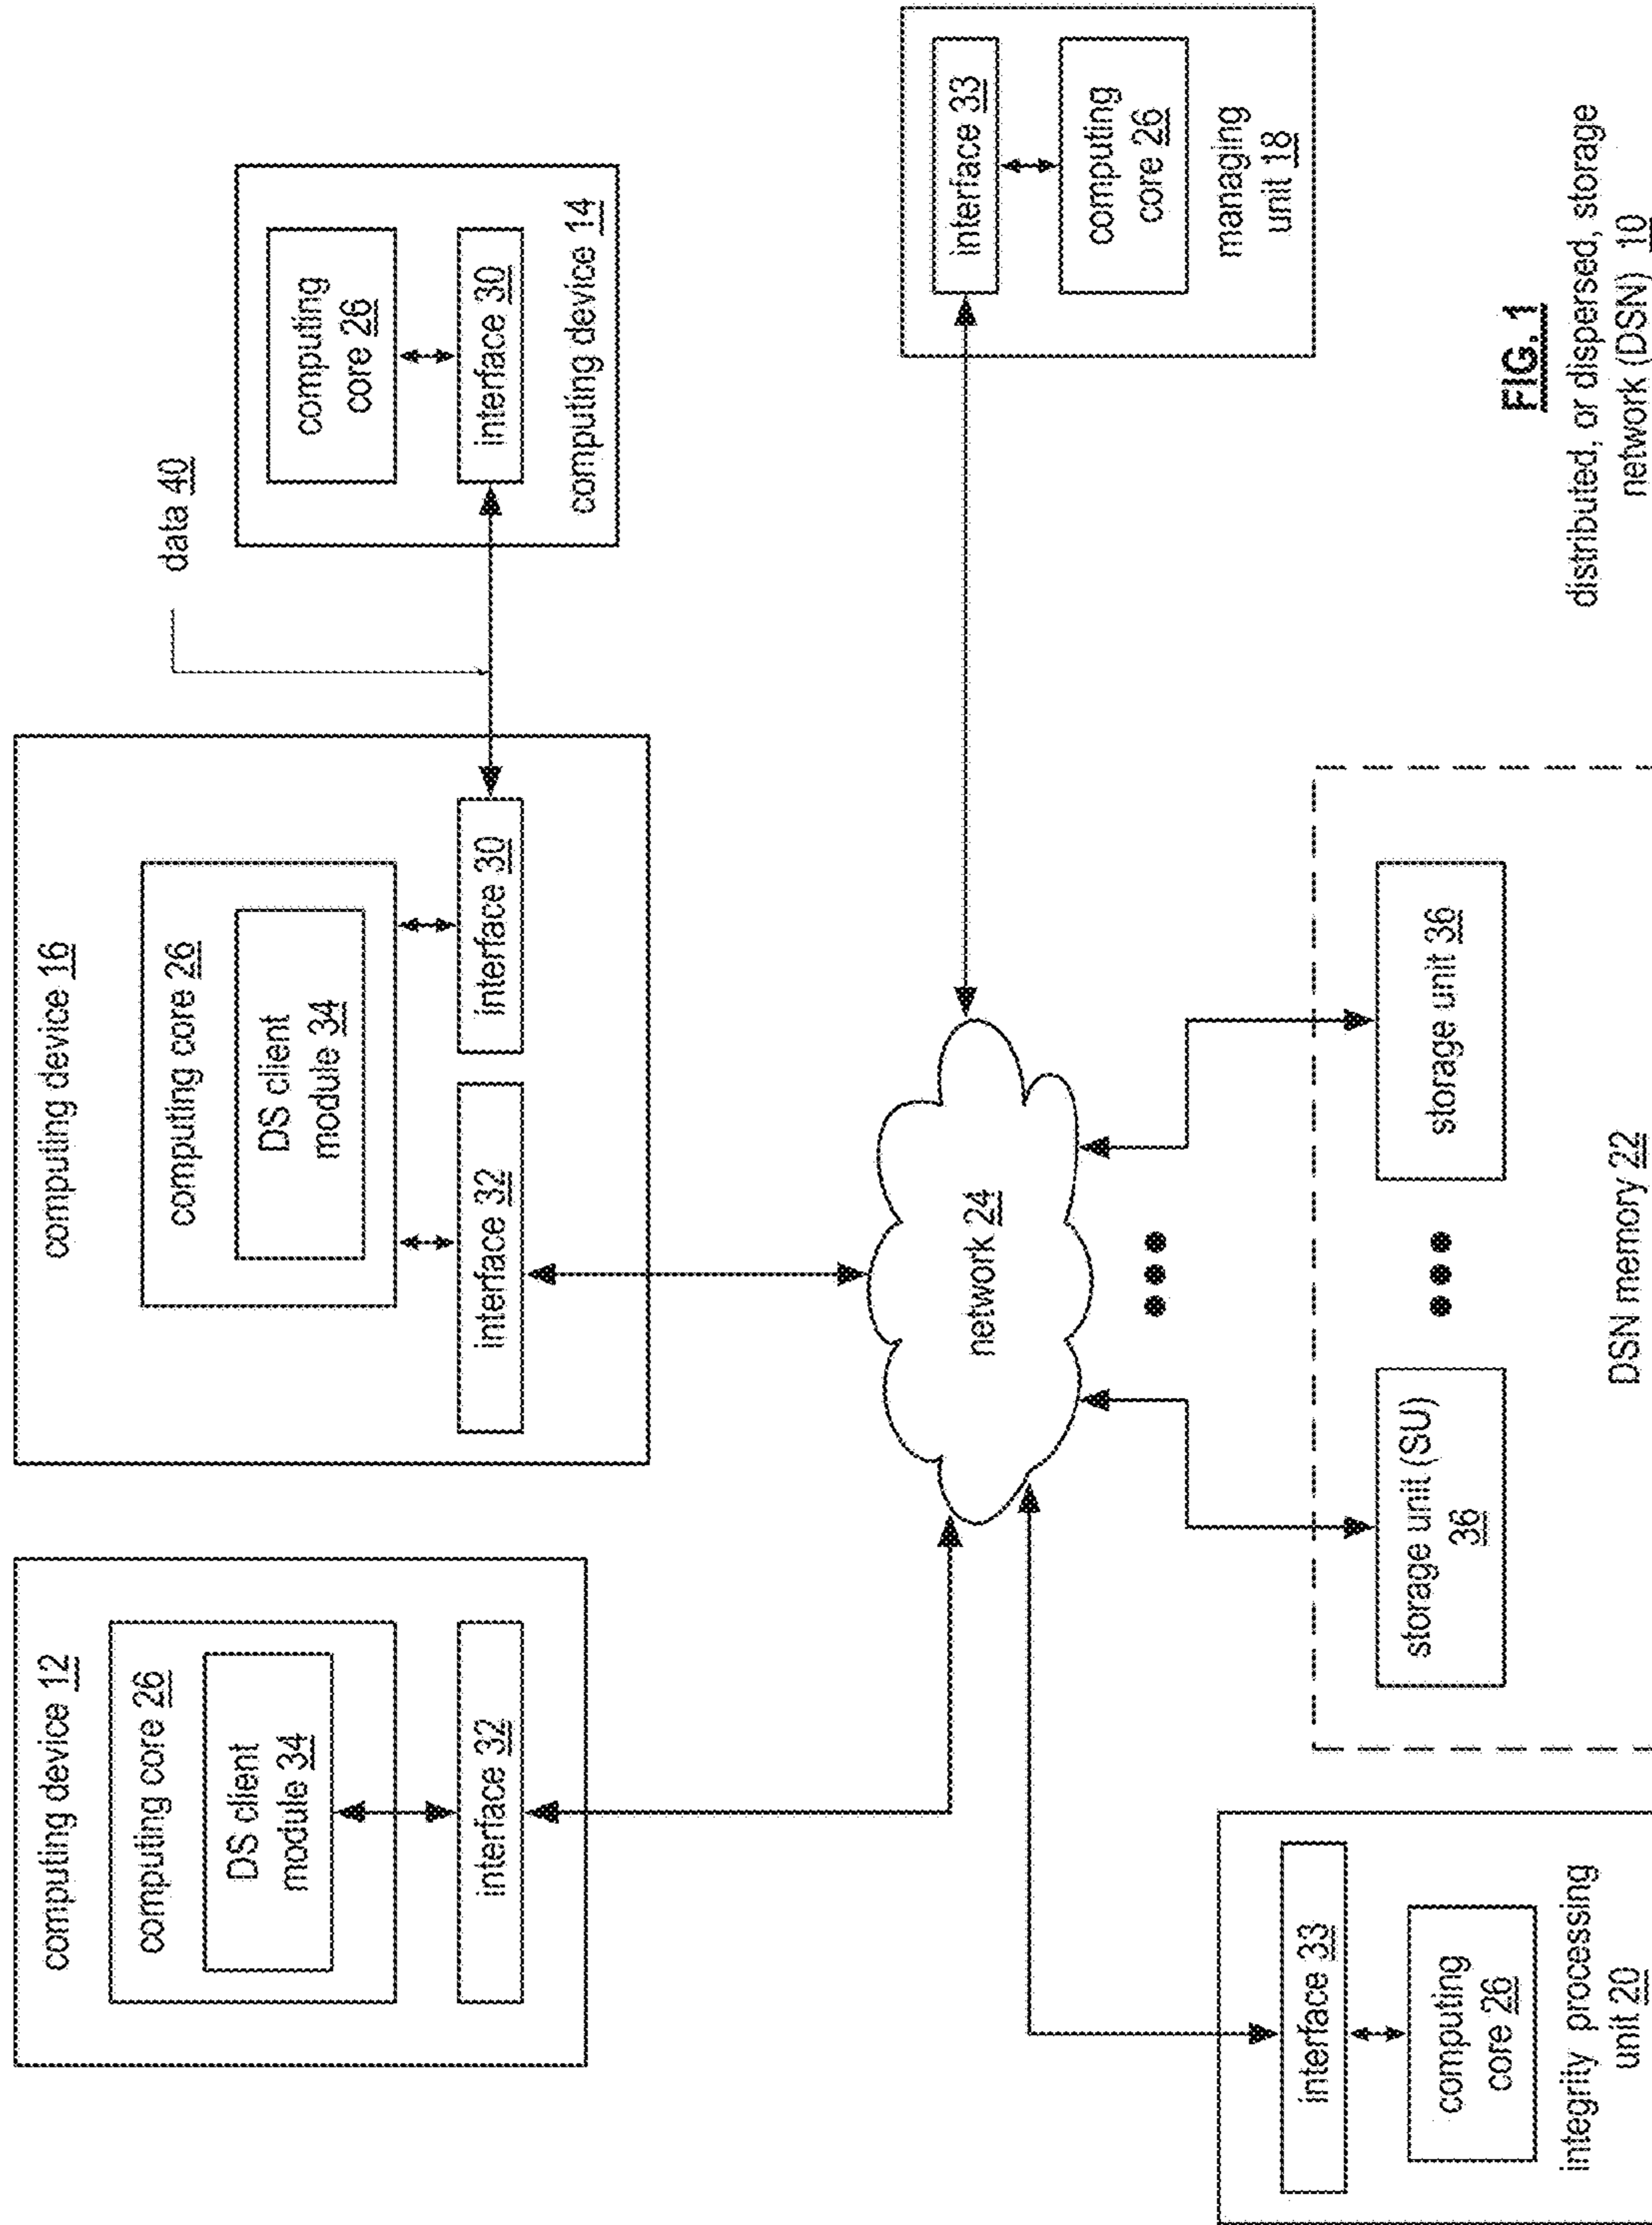 computing device 12
computing core 26
DS client
module 34
interface 32
computing device 16
computing core 26
DS client
module 34
interface 32
interface 30
data 40
computing
core 26
interface 30
computing device 14
network 24
interface 33
computing
core 26
managing
unit 18
interface 33
computing
core 26
integrity processing
unit 20
storage unit (SU)
36
storage unit 36
DSN memory 22
FIG. 1
distributed, or dispersed, storage
network (DSN) 10